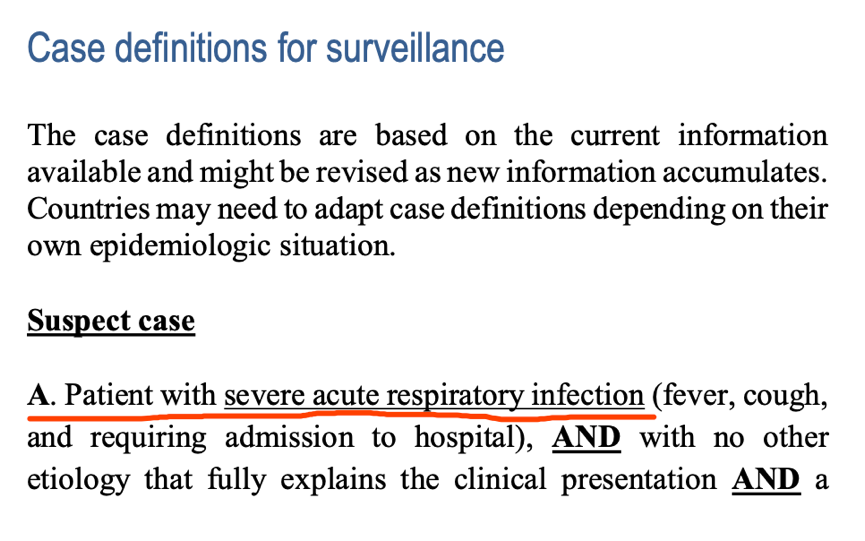 Case definitions for surveillance
The case definitions are based on the current information
available and might be revised as new information accumulates.
Countries may need to adapt case definitions depending on their
own epidemiologic situation.
Suspect case
A. Patient with severe acute respiratory infection (fever, cough,
and requiring admission to hospital), AND with no other
etiology that fully explains the clinical presentation AND a